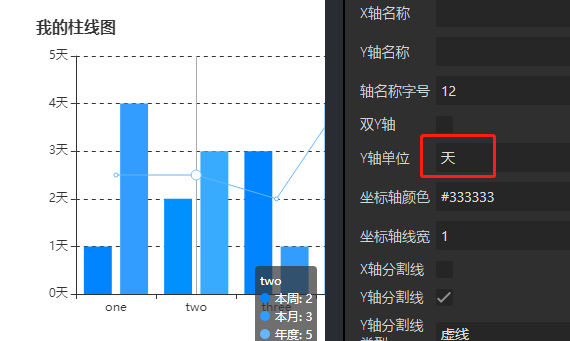 我的柱线图
5天
4天
3天
2天
1天
0天
one
two
three
two
本周: 2
本月: 3
年度: 5
X轴名称
Y轴名称
轴名称字号 12
双Y轴
Y轴单位 天
坐标轴颜色 #333333
坐标轴线宽 1
X轴分割线
Y轴分割线
Y轴分割线
类型 虚线